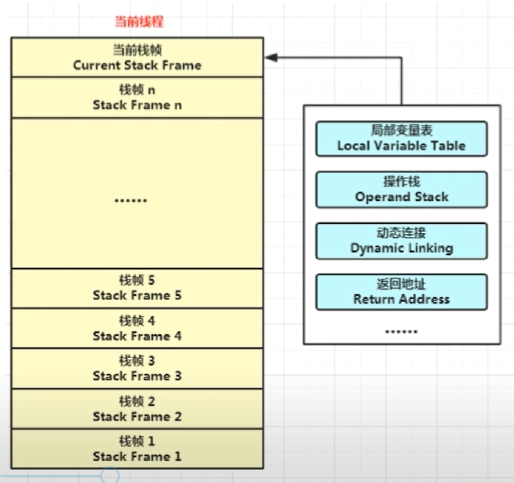 当前线程
当前栈帧
Current Stack Frame
栈帧 n
Stack Frame n
......
栈帧 5
Stack Frame 5
栈帧 4
Stack Frame 4
栈帧 3
Stack Frame 3
栈帧 2
Stack Frame 2
栈帧 1
Stack Frame 1
局部变量表
Local Variable Table
操作栈
Operand Stack
动态连接
Dynamic Linking
返回地址
Return Address
......